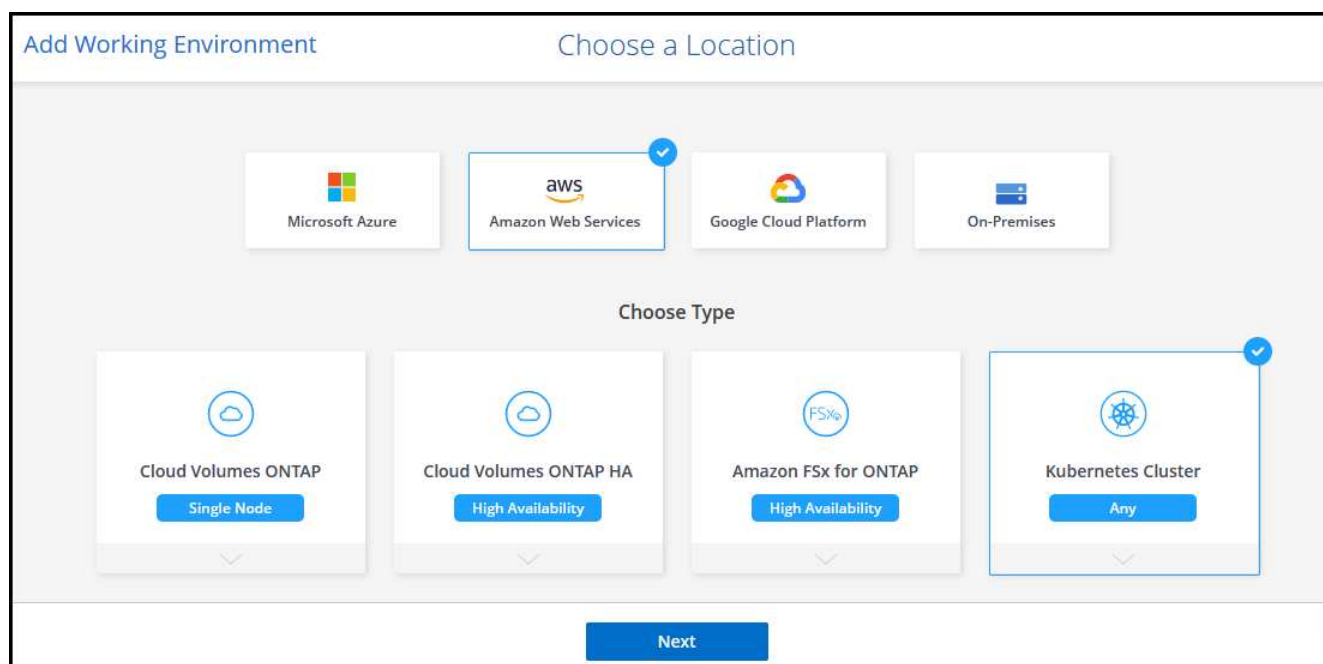 Add Working Environment
Choose a Location
aws
Microsoft Azure
Amazon Web Services
Google Cloud Platform
On-Premises
Choose Type
FSx
Cloud Volumes ONTAP
Cloud Volumes ONTAP HA
Amazon FSx for ONTAP
Kubernetes Cluster
Single Node
High Availability
High Availability
Any
Next